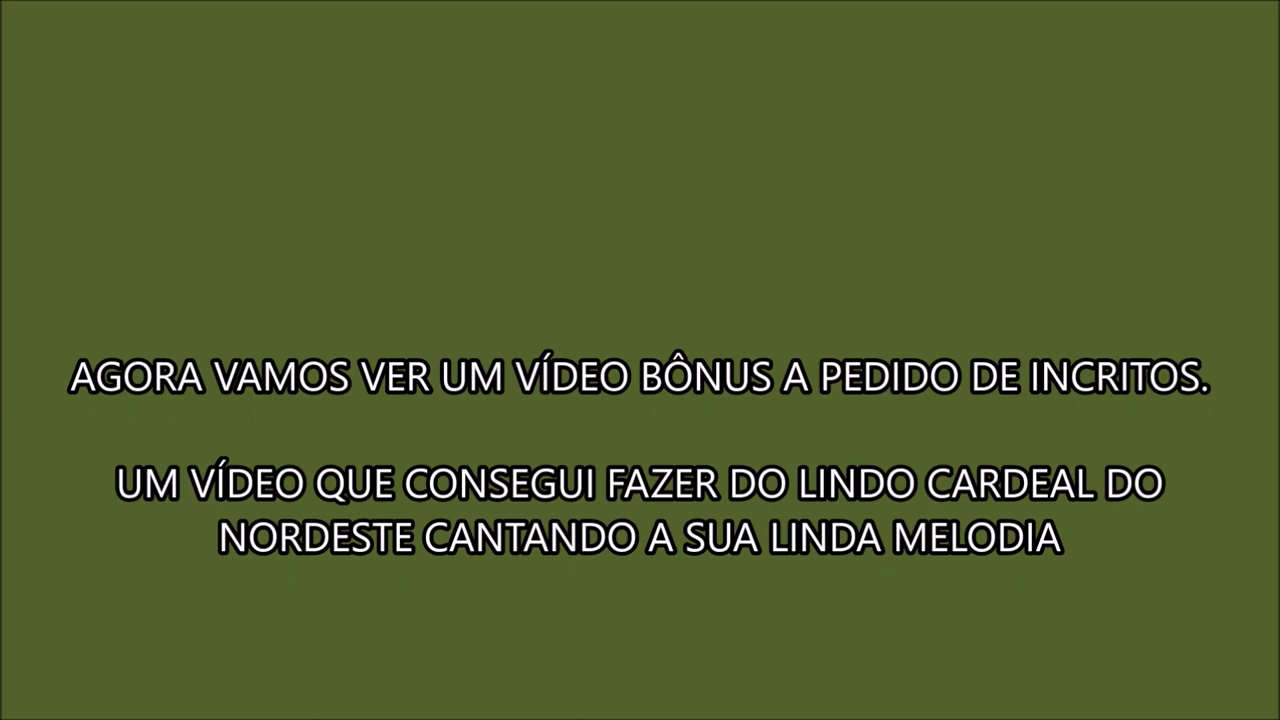 AGORA VAMOS VER UM VÍDEO BÔNUS A PEDIDO DE INCRITOS.
UM VÍDEO QUE CONSEGUI FAZER DO LINDO CARDEAL DO
NORDESTE CANTANDO A SUA LINDA MELODIA